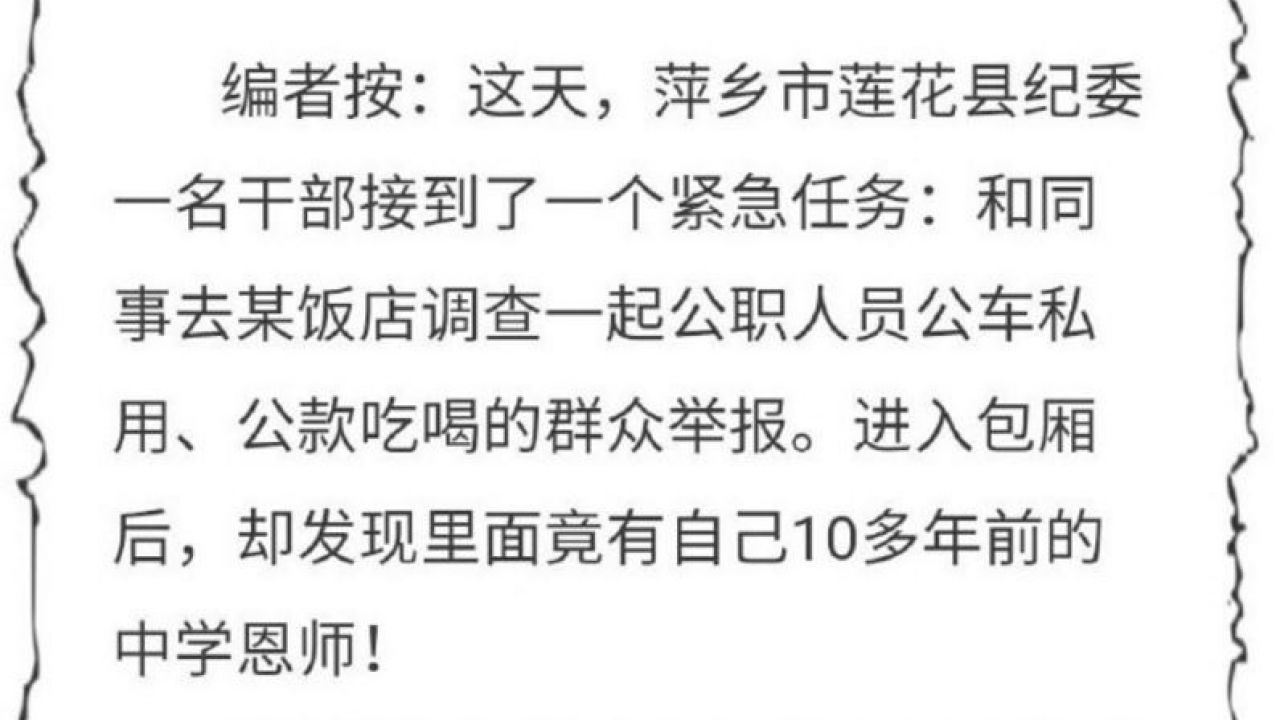 编者按：这天，萍乡市莲花县纪委
一名干部接到了一个紧急任务：和同
事去某饭店调查一起公职人员公车私
用、公款吃喝的群众举报。进入包厢
后，却发现里面竟有自己10多年前的
中学恩师！